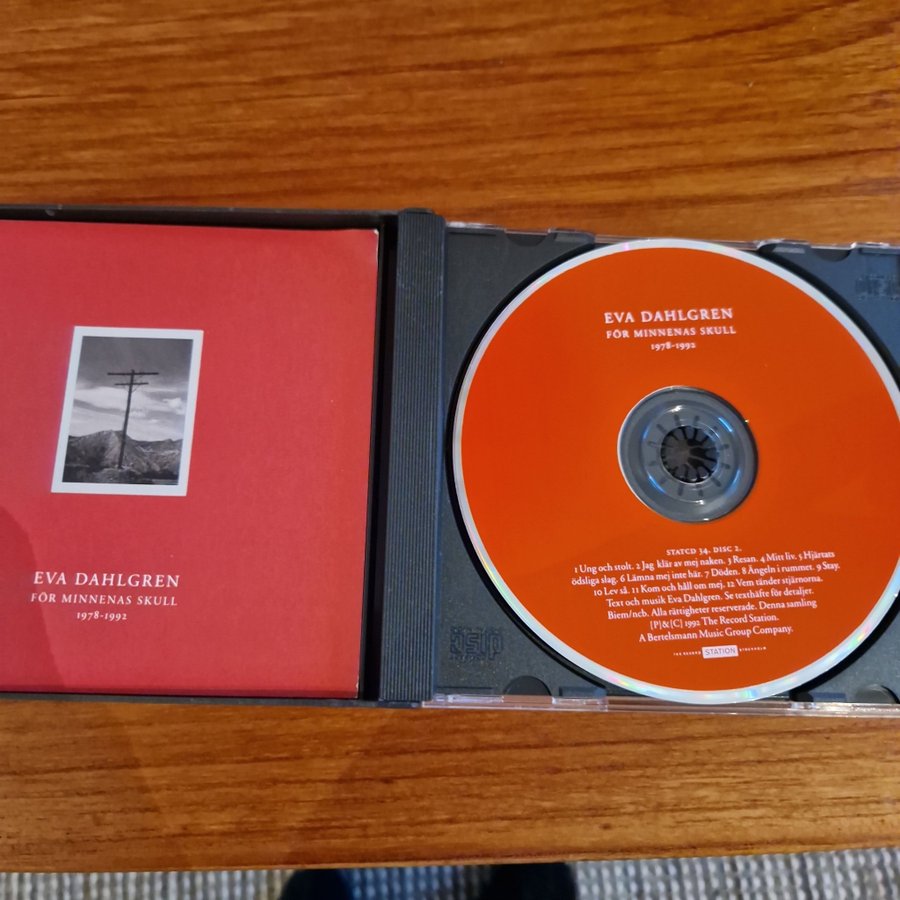 EVA DAHLGREN
FÖR MINNENAS SKULL
1978-1992
EVA DAHLGREN
FÖR MINNENAS SKULL
1978-1992
STATCD 34. DISC 2.
1 Ung och stolt. 2 Jag klär av mej naken. 3 Resan. 4 Mitt liv. 5 Hjärtats
ödsliga slag. 6 Lämna mej inte här. 7 Döden. 8 Ängeln i rummet. 9 Stay.
10 Lev så. 11 Kom och håll om mej. 12 Vem tänder stjärnorna.
Text och musik Eva Dahlgren. Se texthäfte för detaljer.
Biem/ncb. Alla rättigheter reserverade. Denna samling
[P]&[C] 1992 The Record Station.
A Bertelsmann Music Group Company.
THE RECORD STATION STOCKHOLM